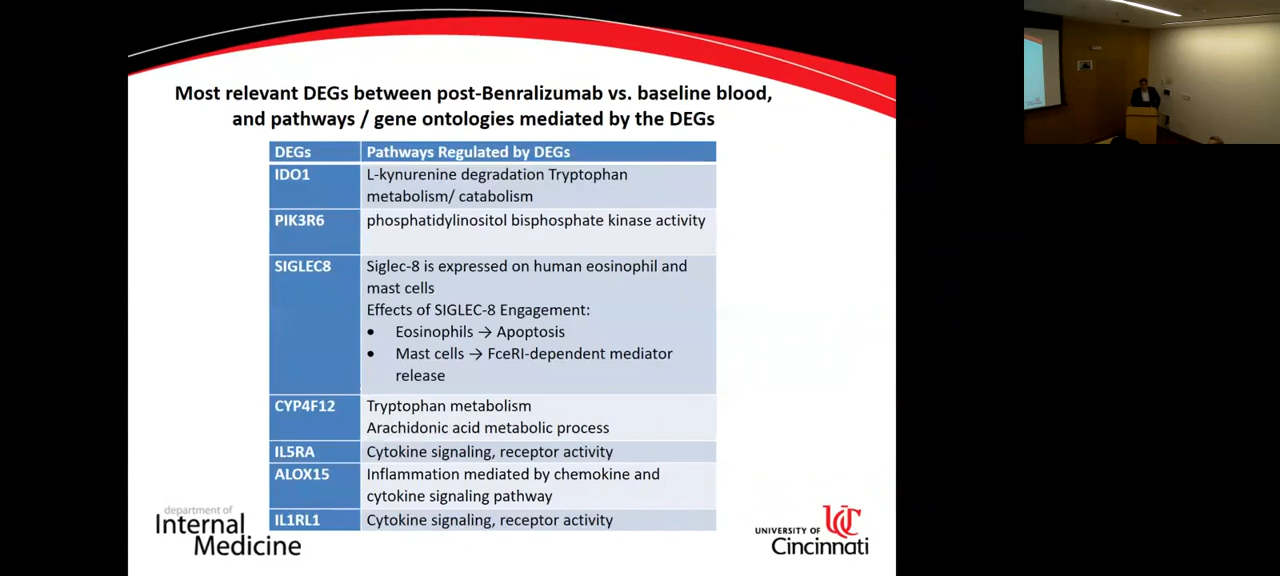 Most relevant DEGs between post-Benralizumab vs. baseline blood,
and pathways / gene ontologies mediated by the DEGs
DEGs Pathways Regulated by DEGs
IDO1 L-kynurenine degradation Tryptophan
metabolism/ catabolism
PIK3R6 phosphatidylinositol bisphosphate kinase activity
SIGLEC8 Siglec-8 is expressed on human eosinophil and
mast cells
Effects of SIGLEC-8 Engagement:
• Eosinophils → Apoptosis
• Mast cells → FceRI-dependent mediator
release
CYP4F12 Tryptophan metabolism
Arachidonic acid metabolic process
IL5RA Cytokine signaling, receptor activity
ALOX15 Inflammation mediated by chemokine and
cytokine signaling pathway
IL1RL1 Cytokine signaling, receptor activity
department of
Internal
Medicine
UC
UNIVERSITY OF
Cincinnati